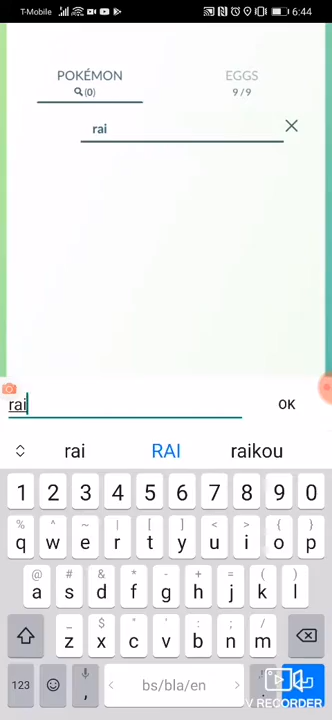 T-Mobile 6:44
POKÉMON EGGS
(0) 9 / 9
rai
rai OK
rai RAI raikou
1 2 3 4 5 6 7 8 9 0
% ^ ~ | [ ] < > { }
q w e r t y u i o p
@ # & * - + = ( )
a s d f g h j k l
_ $ " ' : ; /
z x c v b n m
123 , bs/bla/en .
V RECORDER